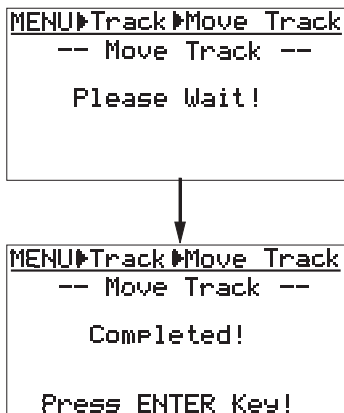 MENU▶Track▶Move Track
-- Move Track --
Please Wait!
MENU▶Track▶Move Track
-- Move Track --
Completed!
Press ENTER Key!